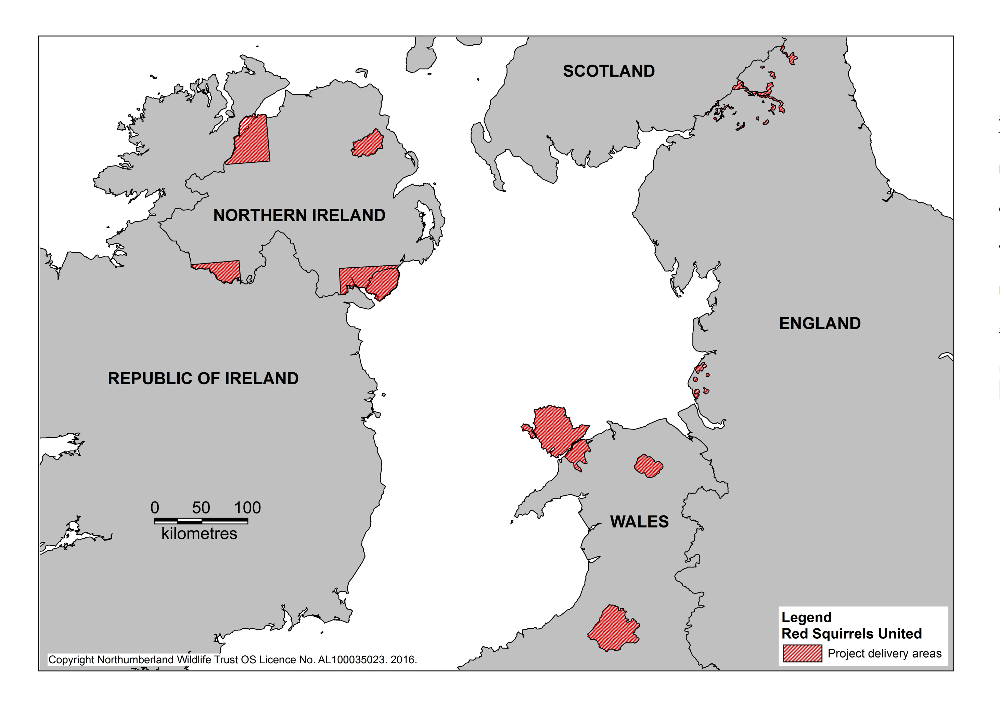 SCOTLAND
NORTHERN IRELAND
ENGLAND
REPUBLIC OF IRELAND
0 50 100
kilometres
WALES
Legend
Red Squirrels United
Project delivery areas
Copyright Northumberland Wildlife Trust OS Licence No. AL100035023. 2016.